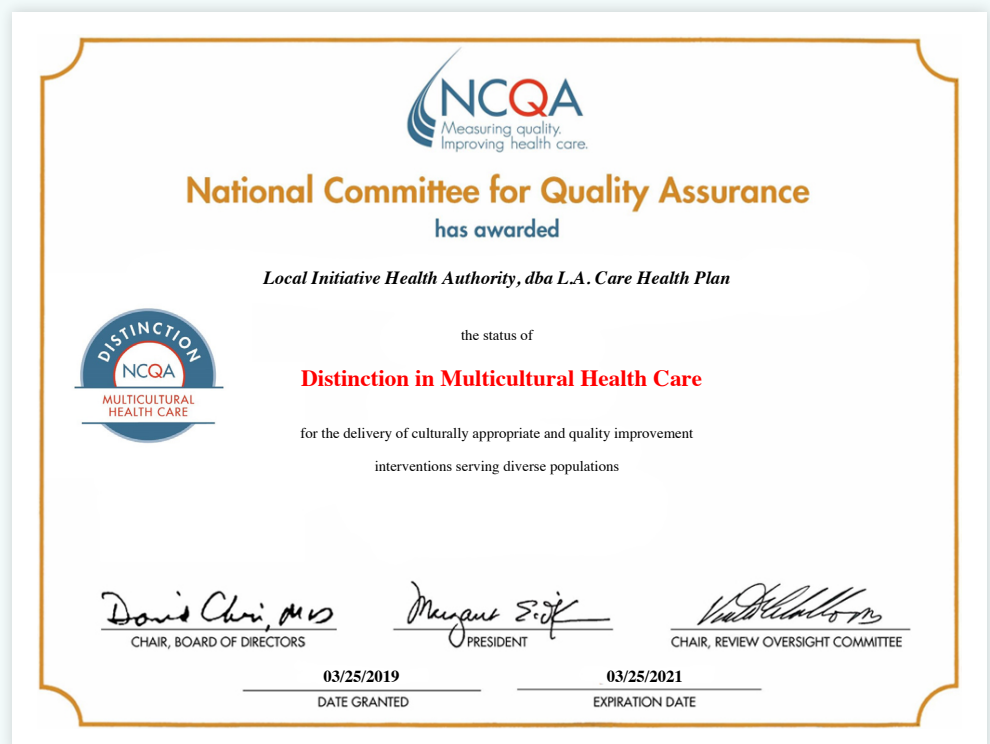 NCQA
Measuring quality.
Improving health care.
National Committee for Quality Assurance
has awarded
Local Initiative Health Authority, dba L.A. Care Health Plan
the status of
DISTINCTION
NCQA
MULTICULTURAL
HEALTH CARE
Distinction in Multicultural Health Care
for the delivery of culturally appropriate and quality improvement
interventions serving diverse populations
CHAIR, BOARD OF DIRECTORS
PRESIDENT
CHAIR, REVIEW OVERSIGHT COMMITTEE
03/25/2019
DATE GRANTED
03/25/2021
EXPIRATION DATE